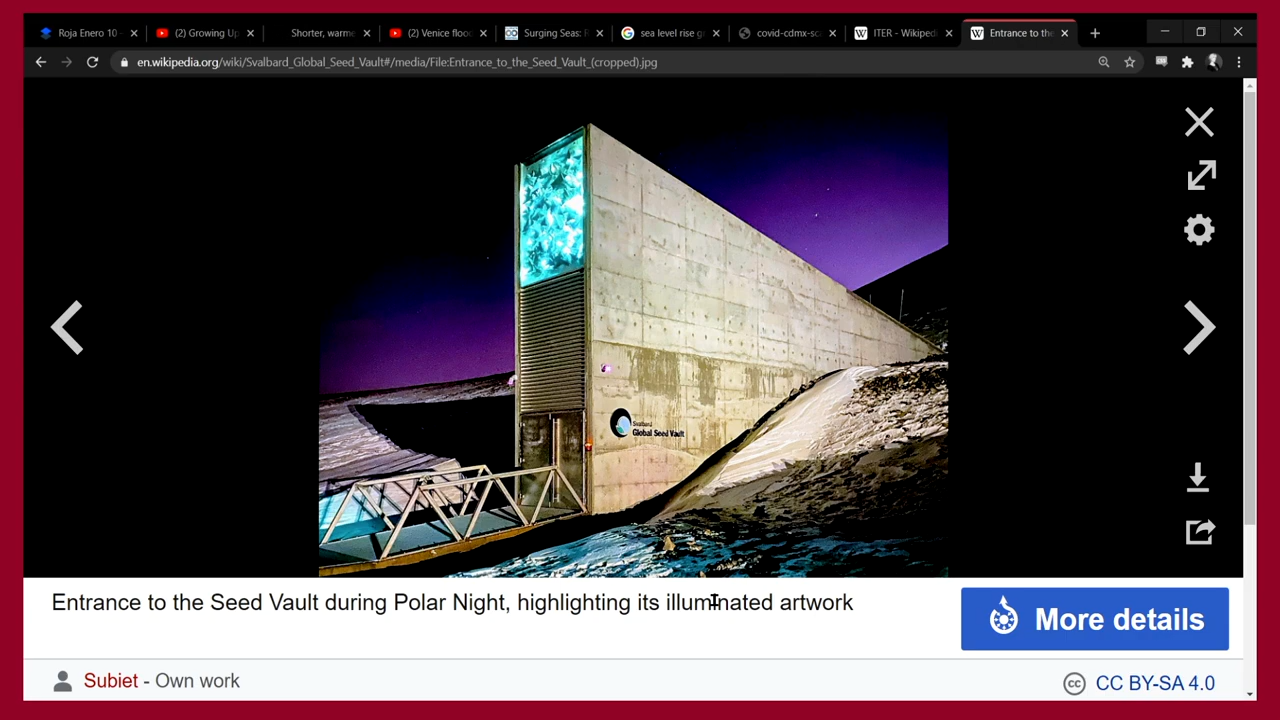 Roja Enero 10 -
(2) Growing Up
Shorter, warme
(2) Venice floo
Surging Seas:
sea level rise gr
covid-cdmx-sc
ITER - Wikiped
Entrance to the
en.wikipedia.org/wiki/Svalbard_Global_Seed_Vault#/media/File:Entrance_to_the_Seed_Vault_(cropped).jpg
Svalbard
Global Seed Vault
Entrance to the Seed Vault during Polar Night, highlighting its illuminated artwork
More details
Subiet - Own work
cc CC BY-SA 4.0